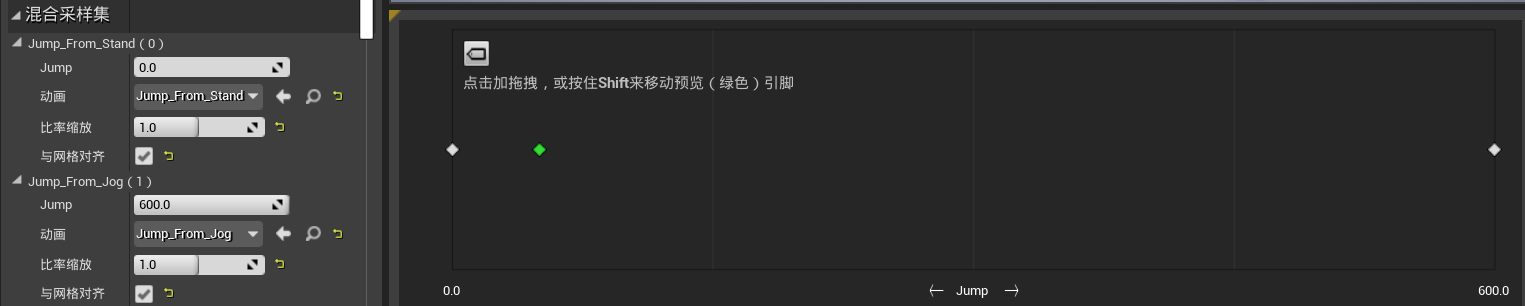 混合采样集
Jump_From_Stand ( 0 )
Jump 0.0
动画 Jump_From_Stand
比率缩放 1.0
与网格对齐
Jump_From_Jog ( 1 )
Jump 600.0
动画 Jump_From_Jog
比率缩放 1.0
与网格对齐
点击加拖拽，或按住Shift来移动预览（绿色）引脚
0.0 Jump 600.0